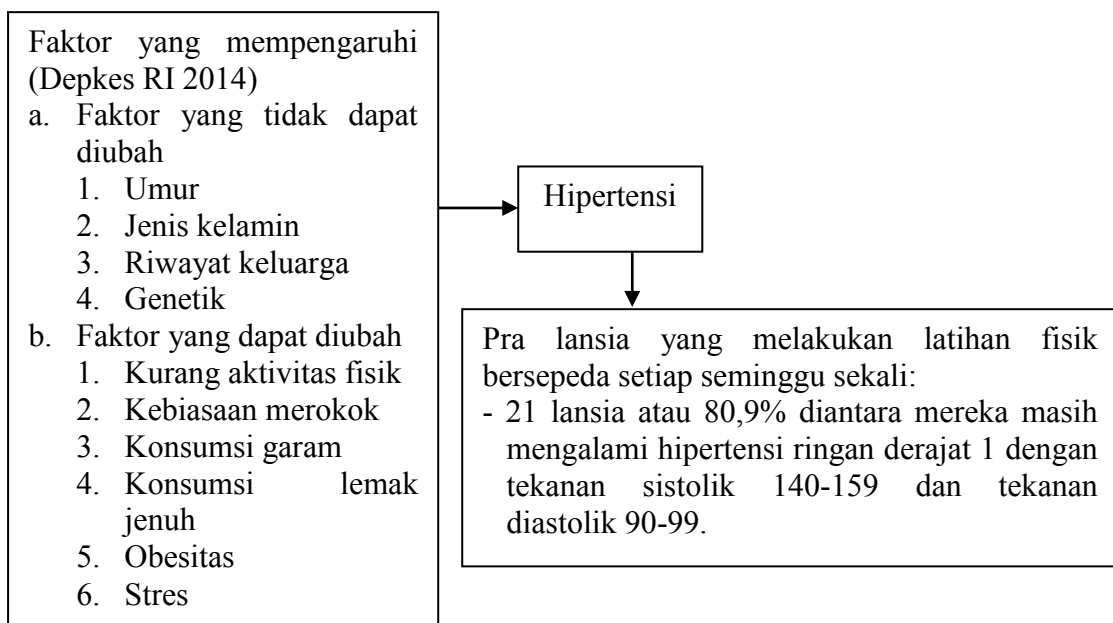 Faktor yang mempengaruhi
(Depkes RI 2014)
a. Faktor yang tidak dapat
diubah
1. Umur
2. Jenis kelamin
3. Riwayat keluarga
4. Genetik
b. Faktor yang dapat diubah
1. Kurang aktivitas fisik
2. Kebiasaan merokok
3. Konsumsi garam
4. Konsumsi lemak
jenuh
5. Obesitas
6. Stres
Hipertensi
Pra lansia yang melakukan latihan fisik
bersepeda setiap seminggu sekali:
- 21 lansia atau 80,9% diantara mereka masih
mengalami hipertensi ringan derajat 1 dengan
tekanan sistolik 140-159 dan tekanan
diastolik 90-99.